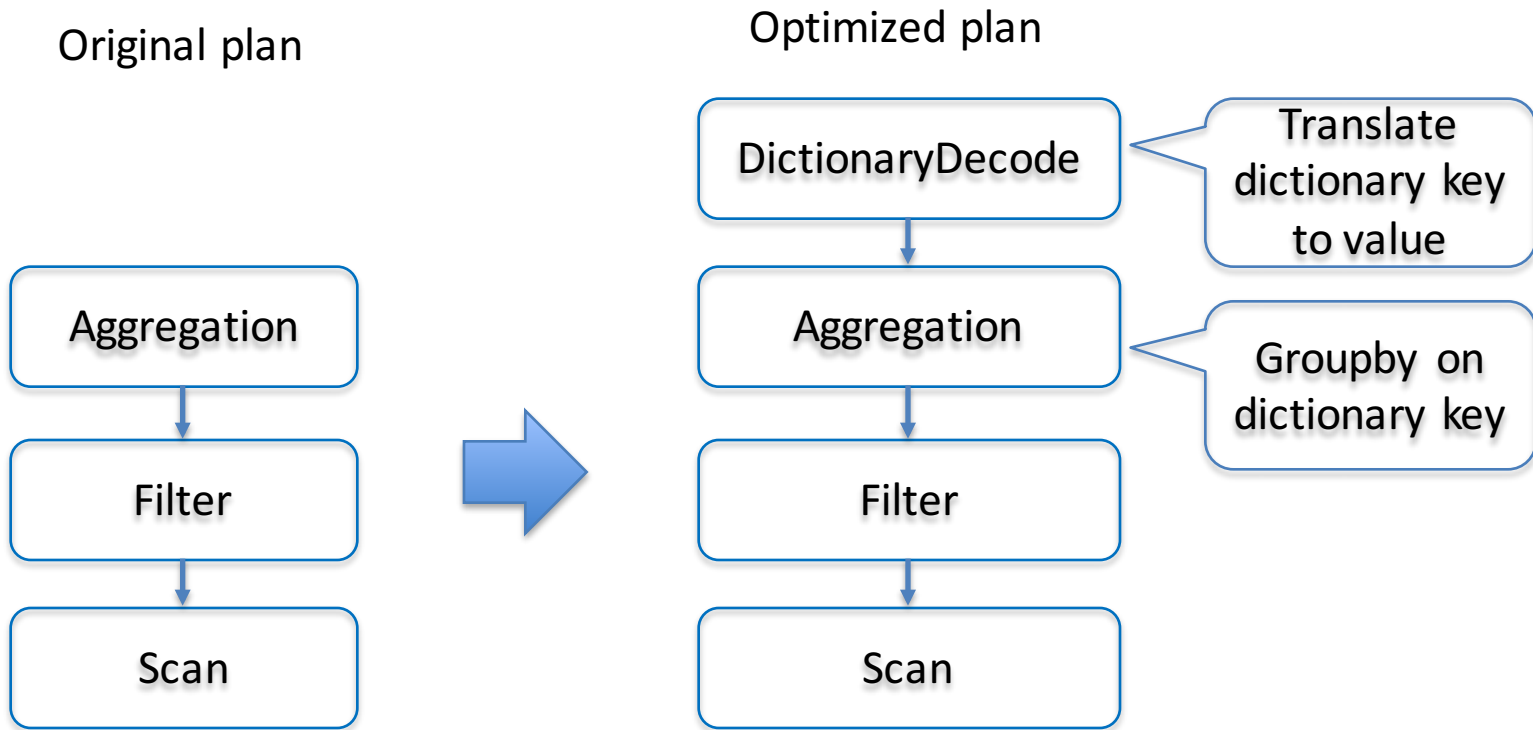 Original plan
Optimized plan
DictionaryDecode
Translate
dictionary key
to value
Aggregation
Aggregation
Groupby on
dictionary key
Filter
Filter
Scan
Scan